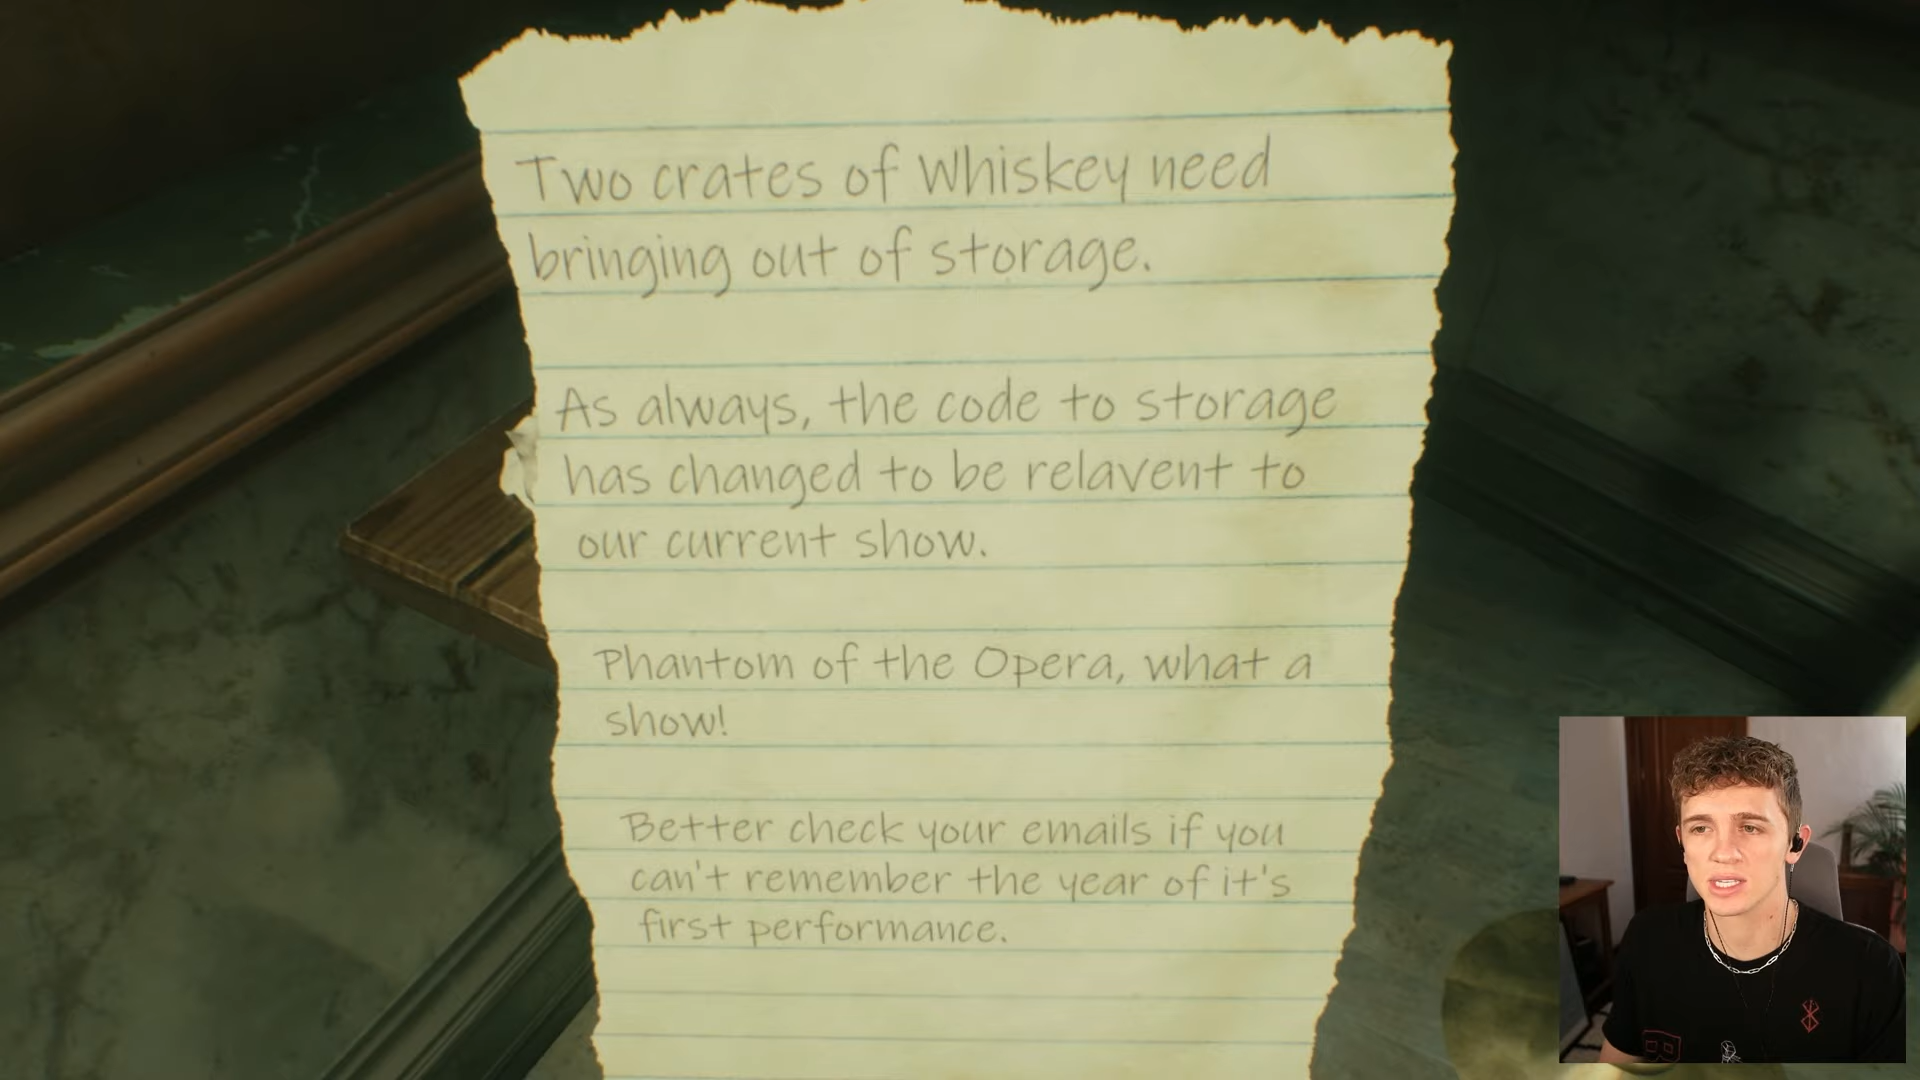 Two crates of Whiskey need
bringing out of storage.
As always, the code to storage
has changed to be relavent to
our current show.
Phantom of the Opera, what a
show!
Better check your emails if you
can't remember the year of it's
first performance.